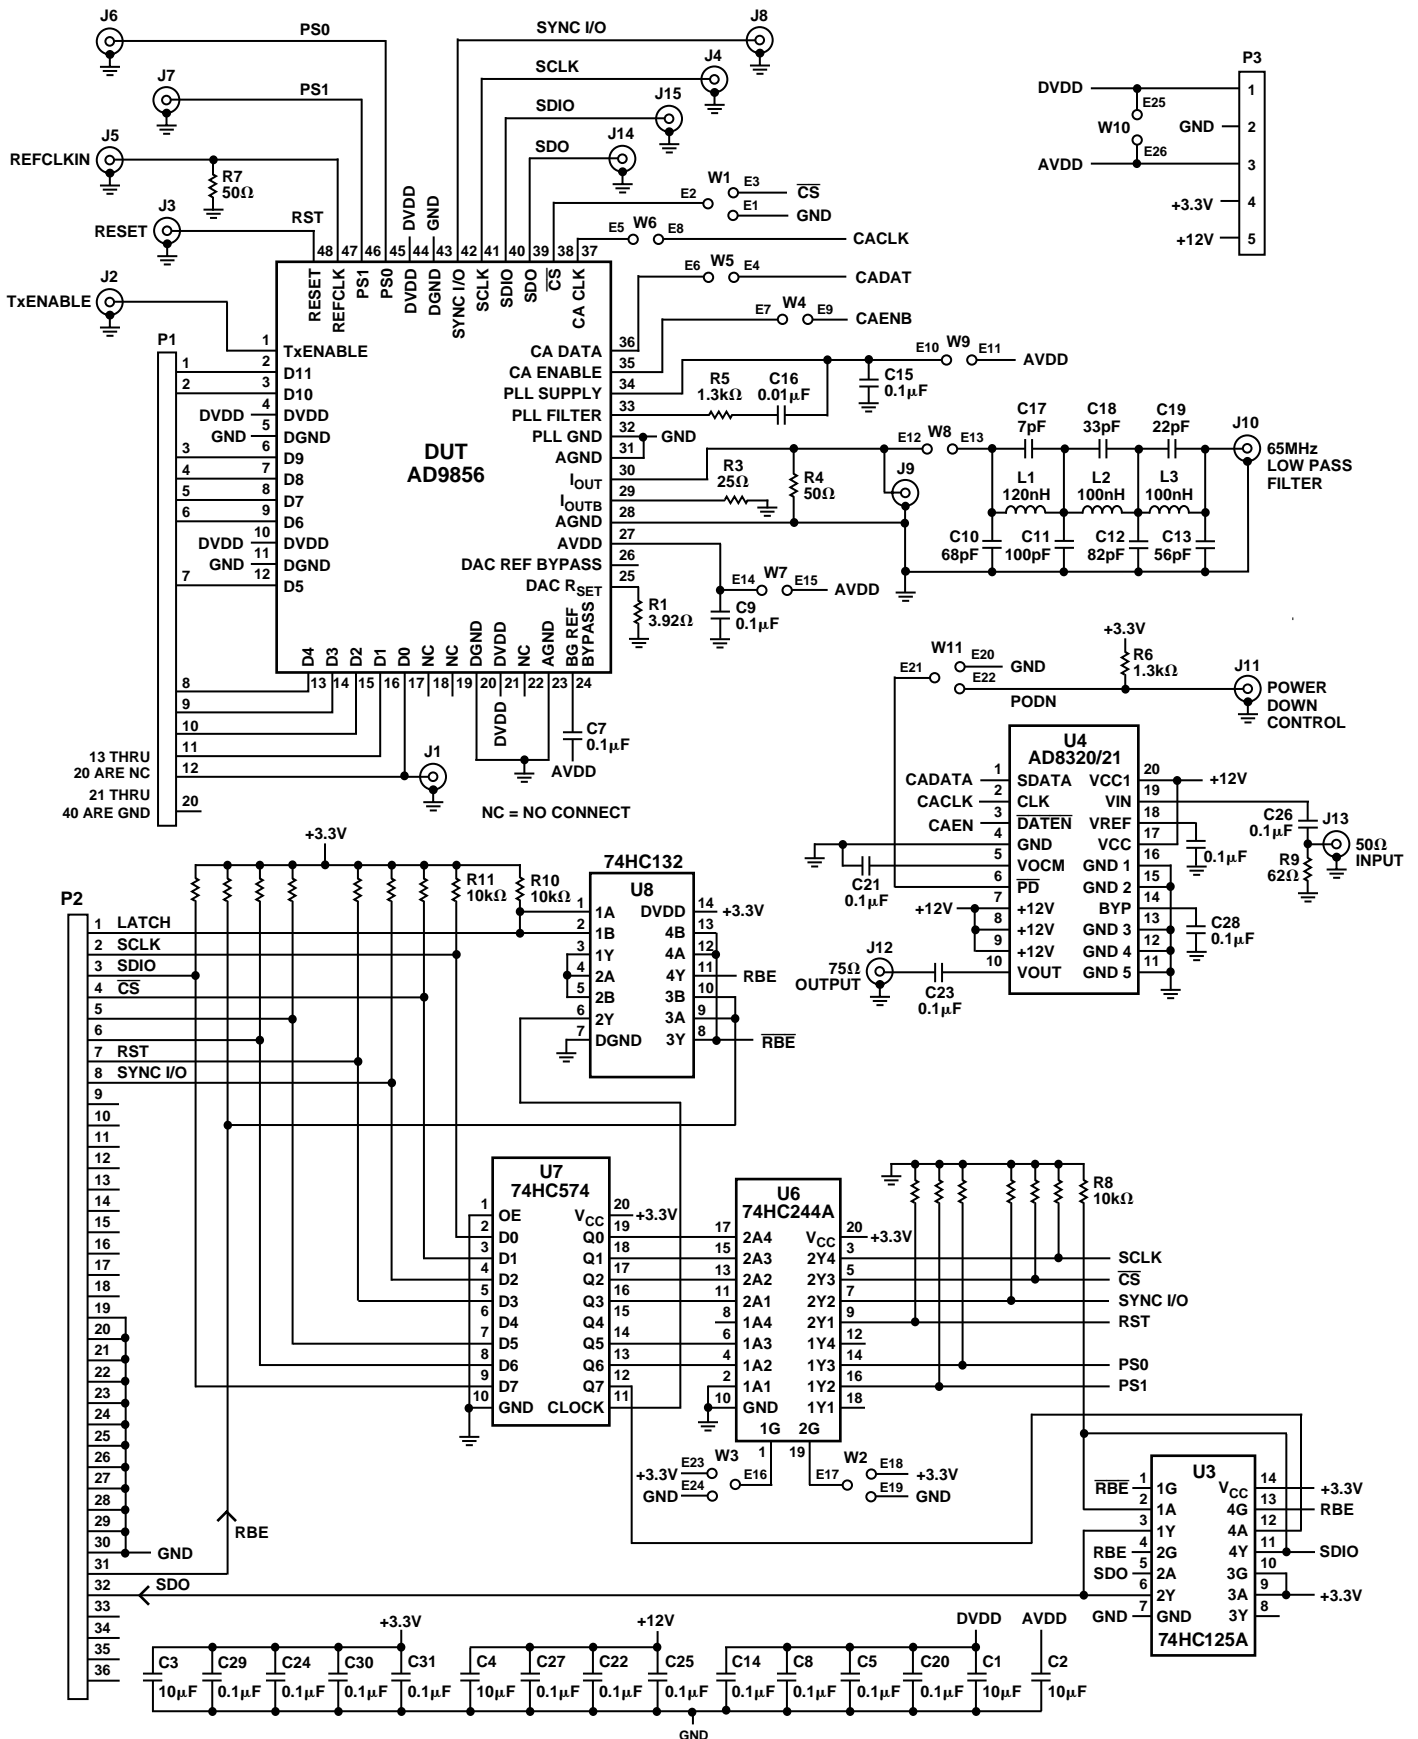 J6
PS0
SYNC I/O
J8
J7
PS1
SCLK
J4
J5
REFCLKIN
R7
50Ω
SDIO
J15
SDO
J14
J3
RESET
RST
DVDD
GND
E2
W1
E3
CS
E1
GND
E5
W6
E8
CACLK
E6
W5
E4
CADAT
E7
W4
E9
CAENB
P3
DVDD
E25
W10
E26
AVDD
GND
+3.3V
+12V
1
2
3
4
5
J2
TxENABLE
48 47 46 45 44 43 42 41 40 39 38 37
RESET
REFCLK
PS1
PS0
DVDD
DGND
SYNC I/O
SCLK
SDIO
SDO
CS
CA CLK
DUT
AD9856
P1
1 TxENABLE
1 2 D11
2 3 D10
DVDD 4 DVDD
GND 5 DGND
3 6 D9
4 7 D8
5 8 D7
6 9 D6
DVDD 10 DVDD
GND 11 DGND
7 12 D5
CA DATA 36
CA ENABLE 35
PLL SUPPLY 34
PLL FILTER 33
PLL GND 32 GND
AGND 31
IOUT 30
IOUTB 29
AGND 28
AVDD 27
DAC REF BYPASS 26
DAC RSET 25
D4
D3
D2
D1
D0
NC
NC
DGND
DVDD
NC
AGND
BG REF
BYPASS
13 14 15 16 17 18 19 20 21 22 23 24
DVDD
8
9
10
11
12
20
13 THRU
20 ARE NC
21 THRU
40 ARE GND
J1
C7
0.1μF
AVDD
NC = NO CONNECT
R5
1.3kΩ
C16
0.01μF
C15
0.1μF
E10
W9
E11
AVDD
R3
25Ω
R4
50Ω
J9
E12
W8
E13
C17
7pF
C18
33pF
C19
22pF
L1
120nH
L2
100nH
L3
100nH
C10
68pF
C11
100pF
C12
82pF
C13
56pF
J10
65MHz
LOW PASS
FILTER
R1
3.92Ω
E14
W7
E15
AVDD
C9
0.1μF
+3.3V
R6
1.3kΩ
E21
W11
E20
GND
E22
PODN
J11
POWER
DOWN
CONTROL
U4
AD8320/21
CADATA 1 SDATA
CACLK 2 CLK
CAEN 3 DATEN
4 GND
5 VOCM
6 PD
+12V 7 +12V
8 +12V
9 +12V
10 VOUT
VCC1 20 +12V
VIN 19
VREF 18
VCC 17
GND 1 16
GND 2 15
BYP 14
GND 3 13
GND 4 12
GND 5 11
C21
0.1μF
0.1μF
C26
0.1μF
J13
50Ω
INPUT
R9
62Ω
C28
0.1μF
J12
75Ω
OUTPUT
C23
0.1μF
+3.3V
R11
10kΩ
R10
10kΩ
74HC132
U8
1 1A
2 1B
3 1Y
4 2A
5 2B
6 2Y
7 DGND
DVDD 14 +3.3V
4B 13
4A 12
4Y 11 RBE
3B 10
3A 9
3Y 8 RBE
P2
1 LATCH
2 SCLK
3 SDIO
4 CS
5
6
7 RST
8 SYNC I/O
9
10
11
12
13
14
15
16
17
18
19
20
21
22
23
24
25
26
27
28
29
30 GND
31
32 SDO
33
34
35
36
RBE
U7
74HC574
1 OE
2 D0
3 D1
4 D2
5 D3
6 D4
7 D5
8 D6
9 D7
10 GND
VCC 20 +3.3V
Q0 19
Q1 18
Q2 17
Q3 16
Q4 15
Q5 14
Q6 13
Q7 12
CLOCK 11
U6
74HC244A
17 2A4
15 2A3
13 2A2
11 2A1
8 1A4
6 1A3
4 1A2
2 1A1
10 GND
VCC 20 +3.3V
2Y4 3 SCLK
2Y3 5 CS
2Y2 7 SYNC I/O
2Y1 9 RST
1Y4 12
1Y3 14 PS0
1Y2 16 PS1
1Y1 18
1G 2G
1 19
R8
10kΩ
W3
+3.3V E23
GND E24
E16
W2
E17
E18 +3.3V
E19 GND
U3
RBE 1 1G
2 1A
3 1Y
RBE 4 2G
SDO 5 2A
6 2Y
GND 7 GND
VCC 14 +3.3V
4G 13 RBE
4A 12
4Y 11 SDIO
3G 10
3A 9 +3.3V
3Y 8
74HC125A
+3.3V
C3
10μF
C29
0.1μF
C24
0.1μF
C30
0.1μF
C31
0.1μF
+12V
C4
10μF
C27
0.1μF
C22
0.1μF
C25
0.1μF
DVDD
C14
0.1μF
C8
0.1μF
C5
0.1μF
C20
0.1μF
C1
10μF
AVDD
C2
10μF
GND